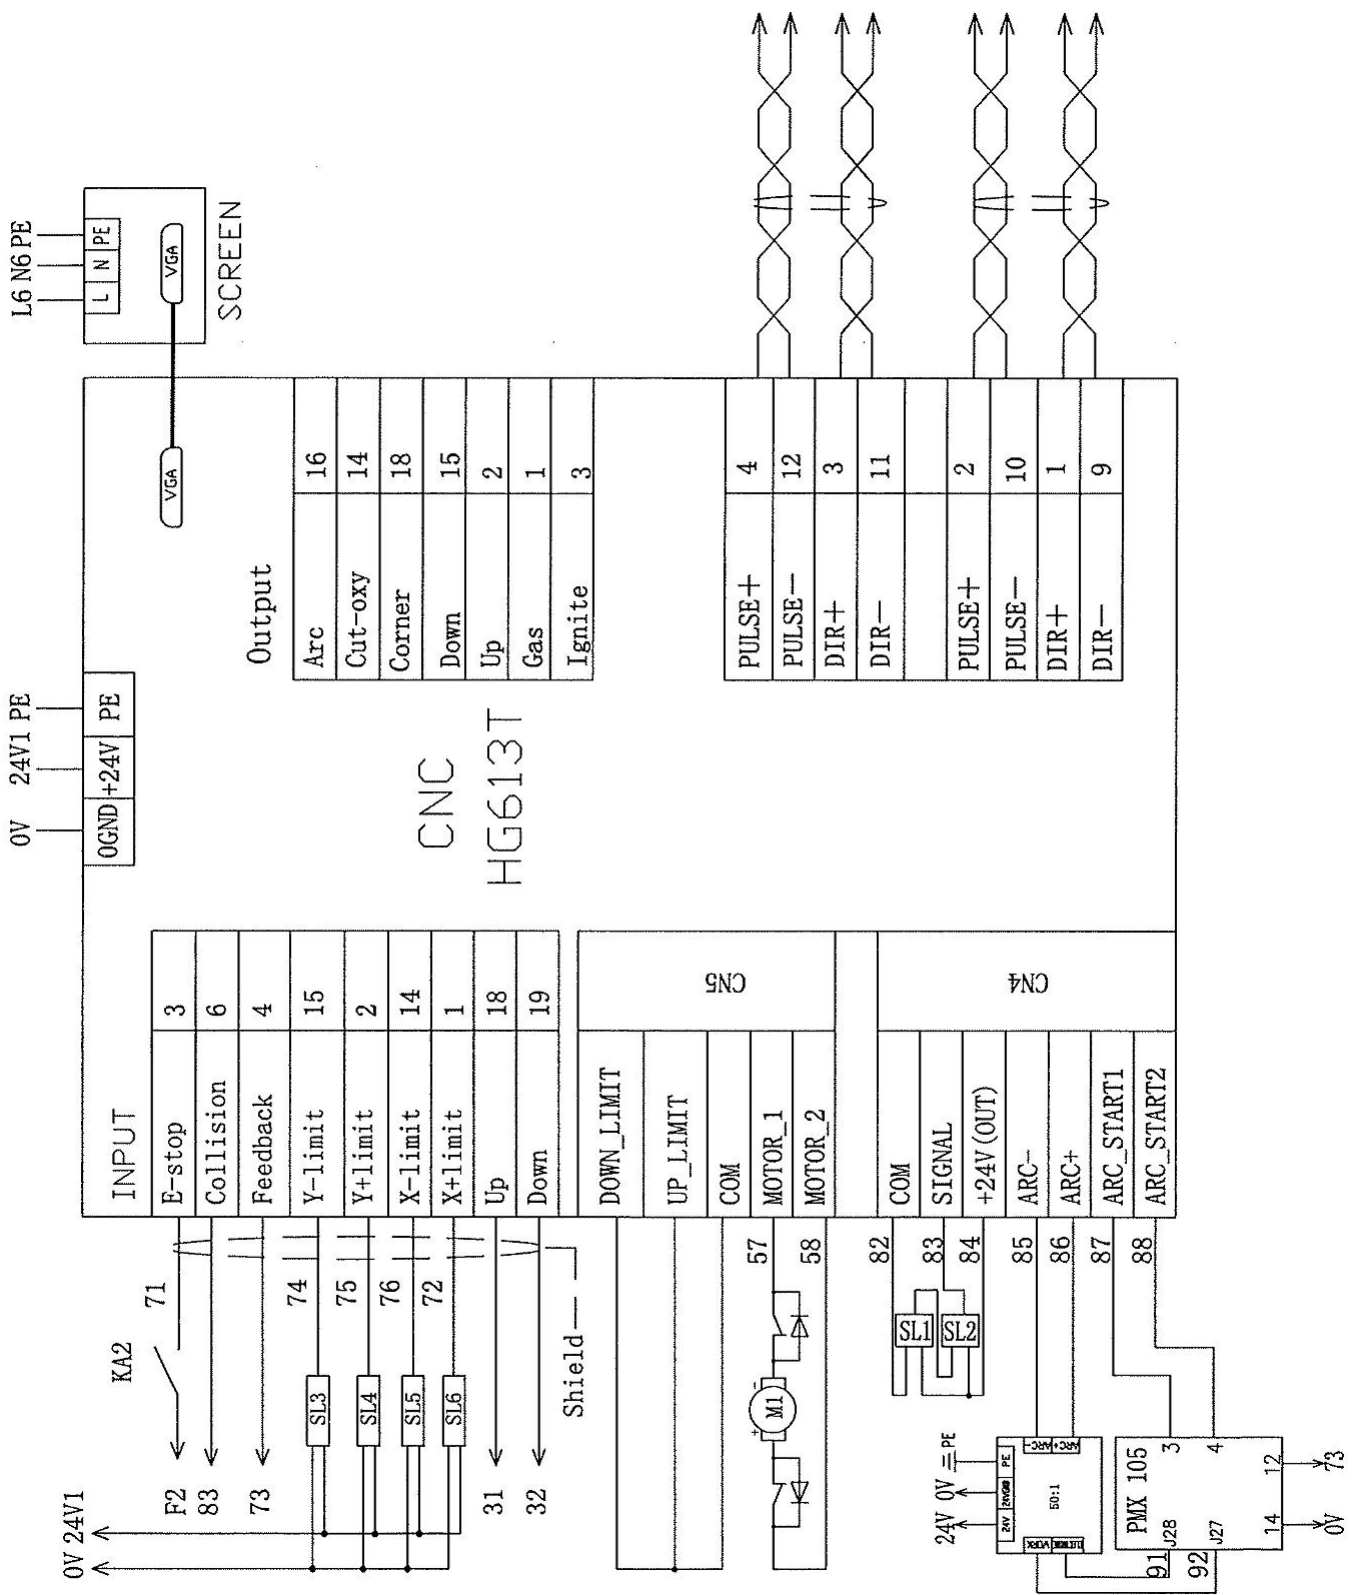 L6 N6 PE
L N PE
VGA
SCREEN
0V 24V1 PE
OGND +24V PE
VGA
CNC
HG613T
Output
Arc 16
Cut-oxy 14
Corner 18
Down 15
Up 2
Gas 1
Ignite 3
PULSE+ 4
PULSE- 12
DIR+ 3
DIR- 11
PULSE+ 2
PULSE- 10
DIR+ 1
DIR- 9
INPUT
E-stop 3
Collision 6
Feedback 4
Y-limit 15
Y+limit 2
X-limit 14
X+limit 1
Up 18
Down 19
KA2
71
F2
83
73
74
75
76
72
SL3
SL4
SL5
SL6
0V 24V1
31
32
Shield
CN5
DOWN_LIMIT
UP_LIMIT
COM
MOTOR_1
MOTOR_2
57
58
+ M1 -
CN4
COM
SIGNAL
+24V(OUT)
ARC-
ARC+
ARC_START1
ARC_START2
82
83
84
85
86
87
88
SL1
SL2
24V 0V PE
24V PE
ARC+ ARC-
50:1
WORK
PMX 105
J28
J27
91
92
3
4
14 12
0V 73